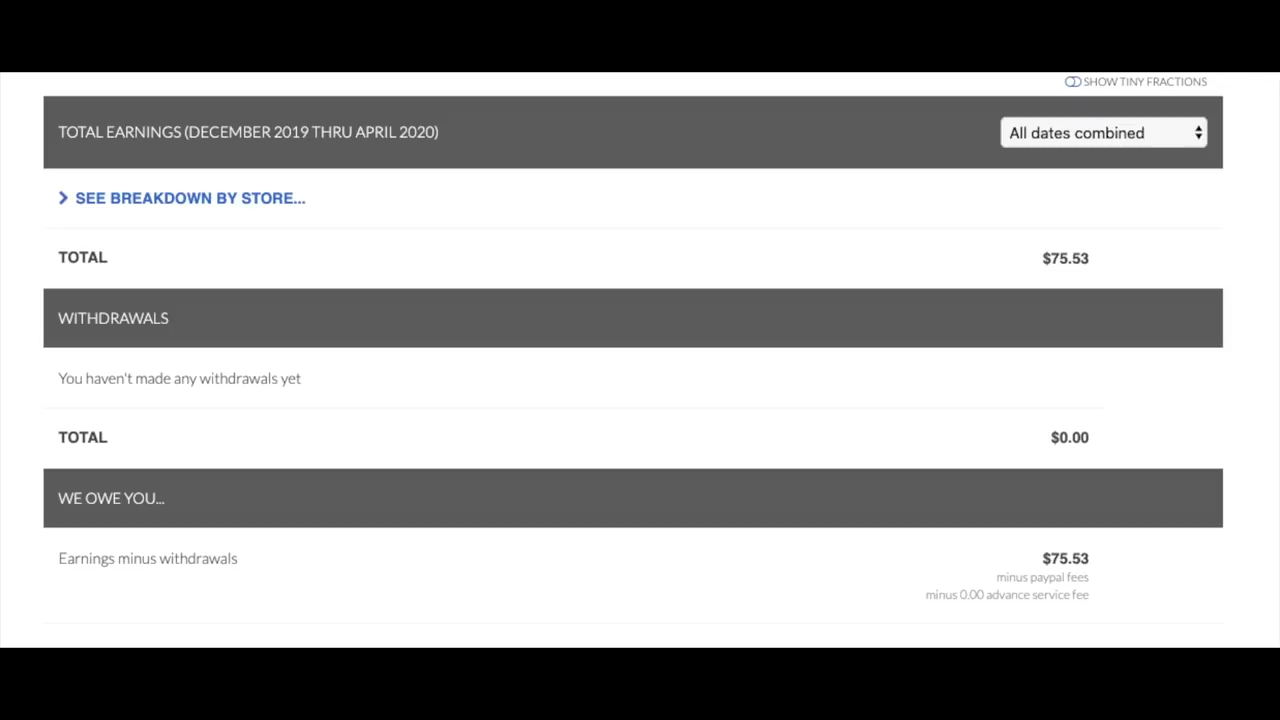 SHOW TINY FRACTIONS
TOTAL EARNINGS (DECEMBER 2019 THRU APRIL 2020)
All dates combined
SEE BREAKDOWN BY STORE...
TOTAL $75.53
WITHDRAWALS
You haven't made any withdrawals yet
TOTAL $0.00
WE OWE YOU...
Earnings minus withdrawals $75.53
minus paypal fees
minus 0.00 advance service fee